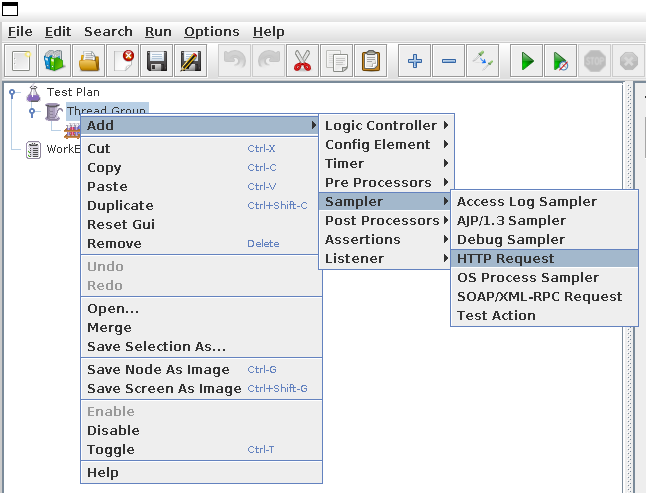 File Edit Search Run Options Help
STOP
Test Plan
Thread Group
WorkB
Add
Cut Ctrl-X
Copy Ctrl-C
Paste Ctrl-V
Duplicate Ctrl+Shift-C
Reset Gui
Remove Delete
Undo
Redo
Open...
Merge
Save Selection As...
Save Node As Image Ctrl-G
Save Screen As Image Ctrl+Shift-G
Enable
Disable
Toggle Ctrl-T
Help
Logic Controller
Config Element
Timer
Pre Processors
Sampler
Post Processors
Assertions
Listener
Access Log Sampler
AJP/1.3 Sampler
Debug Sampler
HTTP Request
OS Process Sampler
SOAP/XML-RPC Request
Test Action